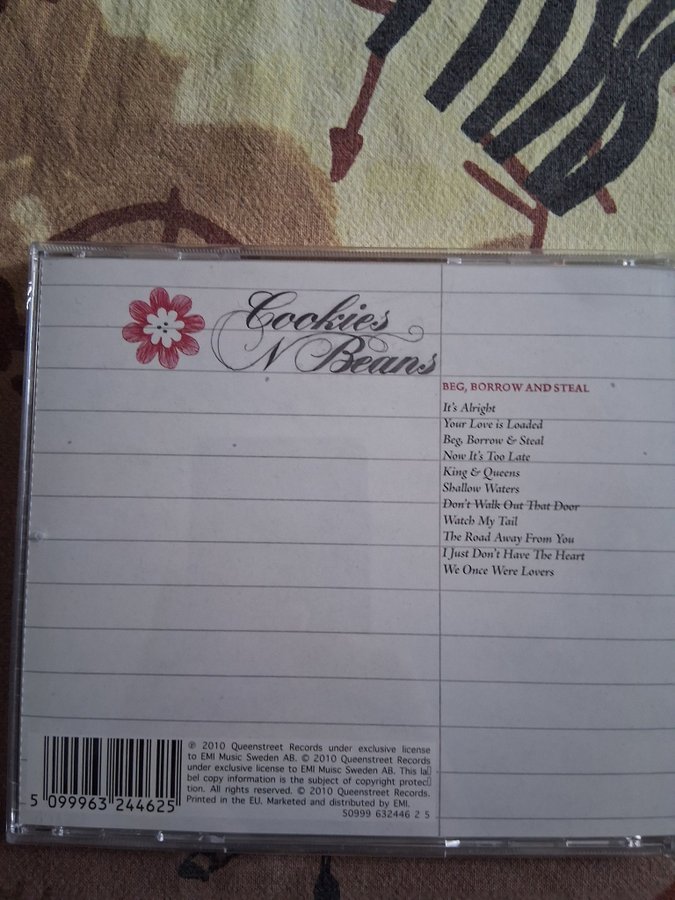 Cookies
N Beans
BEG, BORROW AND STEAL
It's Alright
Your Love is Loaded
Beg, Borrow & Steal
Now It's Too Late
King & Queens
Shallow Waters
Don't Walk Out That Door
Watch My Tail
The Road Away From You
I Just Don't Have The Heart
We Once Were Lovers
℗ 2010 Queenstreet Records under exclusive license
to EMI Music Sweden AB. © 2010 Queenstreet Records
under exclusive license to EMI Muisc Sweden AB. This la▯
bel copy information is the subject of copyright protec▯
tion. All rights reserved. © 2010 Queenstreet Records.
Printed in the EU. Marketed and distributed by EMI.
50999 632446 2 5
5 099963 244625